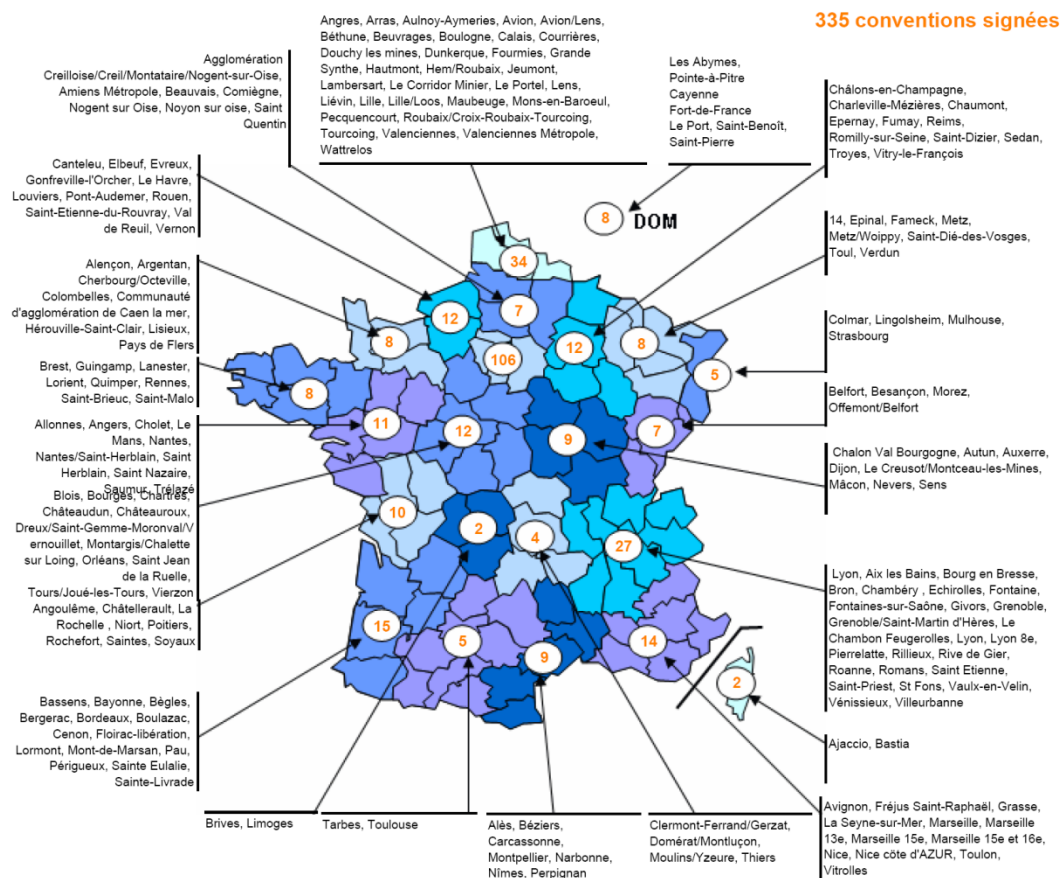 335 conventions signées
Agglomération
Creilloise/Creil/Montataire/Nogent-sur-Oise,
Amiens Métropole, Beauvais, Comiègne,
Nogent sur Oise, Noyon sur oise, Saint
Quentin
Angres, Arras, Aulnoy-Aymeries, Avion, Avion/Lens,
Béthune, Beuvrages, Boulogne, Calais, Courrières,
Douchy les mines, Dunkerque, Fourmies, Grande
Synthe, Hautmont, Hem/Roubaix, Jeumont,
Lambersart, Le Corridor Minier, Le Portel, Lens,
Liévin, Lille, Lille/Loos, Maubeuge, Mons-en-Baroeul,
Pecquencourt, Roubaix/Croix-Roubaix-Tourcoing,
Tourcoing, Valenciennes, Valenciennes Métropole,
Wattrelos
Les Abymes,
Pointe-à-Pitre
Cayenne
Fort-de-France
Le Port, Saint-Benoît,
Saint-Pierre
Châlons-en-Champagne,
Charleville-Mézières, Chaumont,
Epernay, Fumay, Reims,
Romilly-sur-Seine, Saint-Dizier, Sedan,
Troyes, Vitry-le-François
Canteleu, Elbeuf, Evreux,
Gonfreville-l'Orcher, Le Havre,
Louviers, Pont-Audemer, Rouen,
Saint-Etienne-du-Rouvray, Val
de Reuil, Vernon
8 DOM
14, Epinal, Fameck, Metz,
Metz/Woippy, Saint-Dié-des-Vosges,
Toul, Verdun
Alençon, Argentan,
Cherbourg/Octeville,
Colombelles, Communauté
d'agglomération de Caen la mer,
Hérouville-Saint-Clair, Lisieux,
Pays de Flers
34
7
12
8
106
12
8
5
Colmar, Lingolsheim, Mulhouse,
Strasbourg
Brest, Guingamp, Lanester,
Lorient, Quimper, Rennes,
Saint-Brieuc, Saint-Malo
8
11
12
9
7
Belfort, Besançon, Morez,
Offemont/Belfort
Allonnes, Angers, Cholet, Le
Mans, Nantes,
Nantes/Saint-Herblain, Saint
Herblain, Saint Nazaire,
Saumur, Trélazé
Chalon Val Bourgogne, Autun, Auxerre,
Dijon, Le Creusot/Montceau-les-Mines,
Mâcon, Nevers, Sens
Blois, Bourges, Chartres,
Châteaudun, Châteauroux,
Dreux/Saint-Gemme-Moronval/V
ernouillet, Montargis/Chalette
sur Loing, Orléans, Saint Jean
de la Ruelle,
Tours/Joué-les-Tours, Vierzon
Angoulême, Châtellerault, La
Rochelle , Niort, Poitiers,
Rochefort, Saintes, Soyaux
10
2
4
27
Lyon, Aix les Bains, Bourg en Bresse,
Bron, Chambéry , Echirolles, Fontaine,
Fontaines-sur-Saône, Givors, Grenoble,
Grenoble/Saint-Martin d'Hères, Le
Chambon Feugerolles, Lyon, Lyon 8e,
Pierrelatte, Rillieux, Rive de Gier,
Roanne, Romans, Saint Etienne,
Saint-Priest, St Fons, Vaulx-en-Velin,
Vénissieux, Villeurbanne
15
5
9
14
2
Bassens, Bayonne, Bègles,
Bergerac, Bordeaux, Boulazac,
Cenon, Floirac-libération,
Lormont, Mont-de-Marsan, Pau,
Périgueux, Sainte Eulalie,
Sainte-Livrade
Ajaccio, Bastia
Brives, Limoges
Tarbes, Toulouse
Alès, Béziers,
Carcassonne,
Montpellier, Narbonne,
Nîmes, Perpignan
Clermont-Ferrand/Gerzat,
Domérat/Montluçon,
Moulins/Yzeure, Thiers
Avignon, Fréjus Saint-Raphaël, Grasse,
La Seyne-sur-Mer, Marseille, Marseille
13e, Marseille 15e, Marseille 15e et 16e,
Nice, Nice côte d'AZUR, Toulon,
Vitrolles